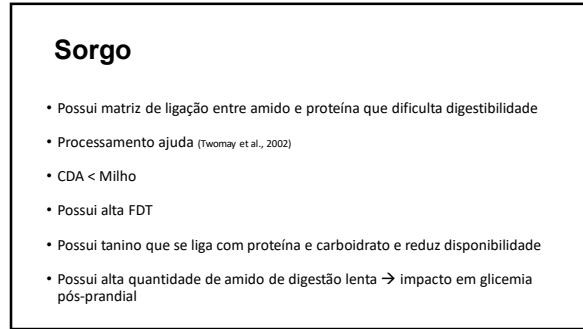 Sorgo
• Possui matriz de ligação entre amido e proteína que dificulta digestibilidade
• Processamento ajuda (Twomay et al., 2002)
• CDA < Milho
• Possui alta FDT
• Possui tanino que se liga com proteína e carboidrato e reduz disponibilidade
• Possui alta quantidade de amido de digestão lenta → impacto em glicemia
pós-prandial